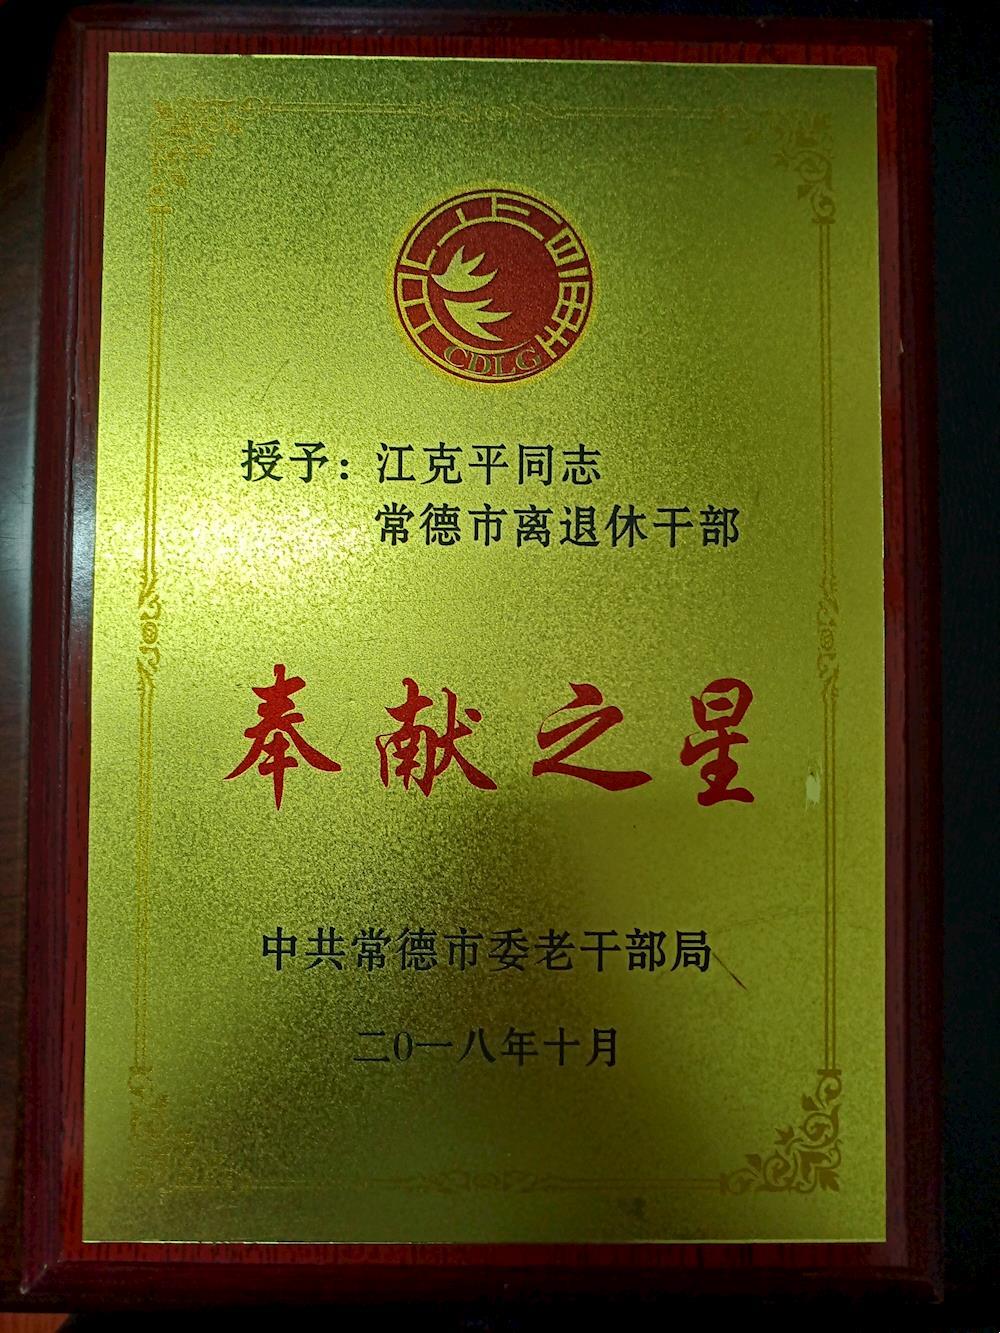 CDLG
授予：江克平同志
常德市离退休干部
奉献之星
中共常德市委老干部局
二0一八年十月